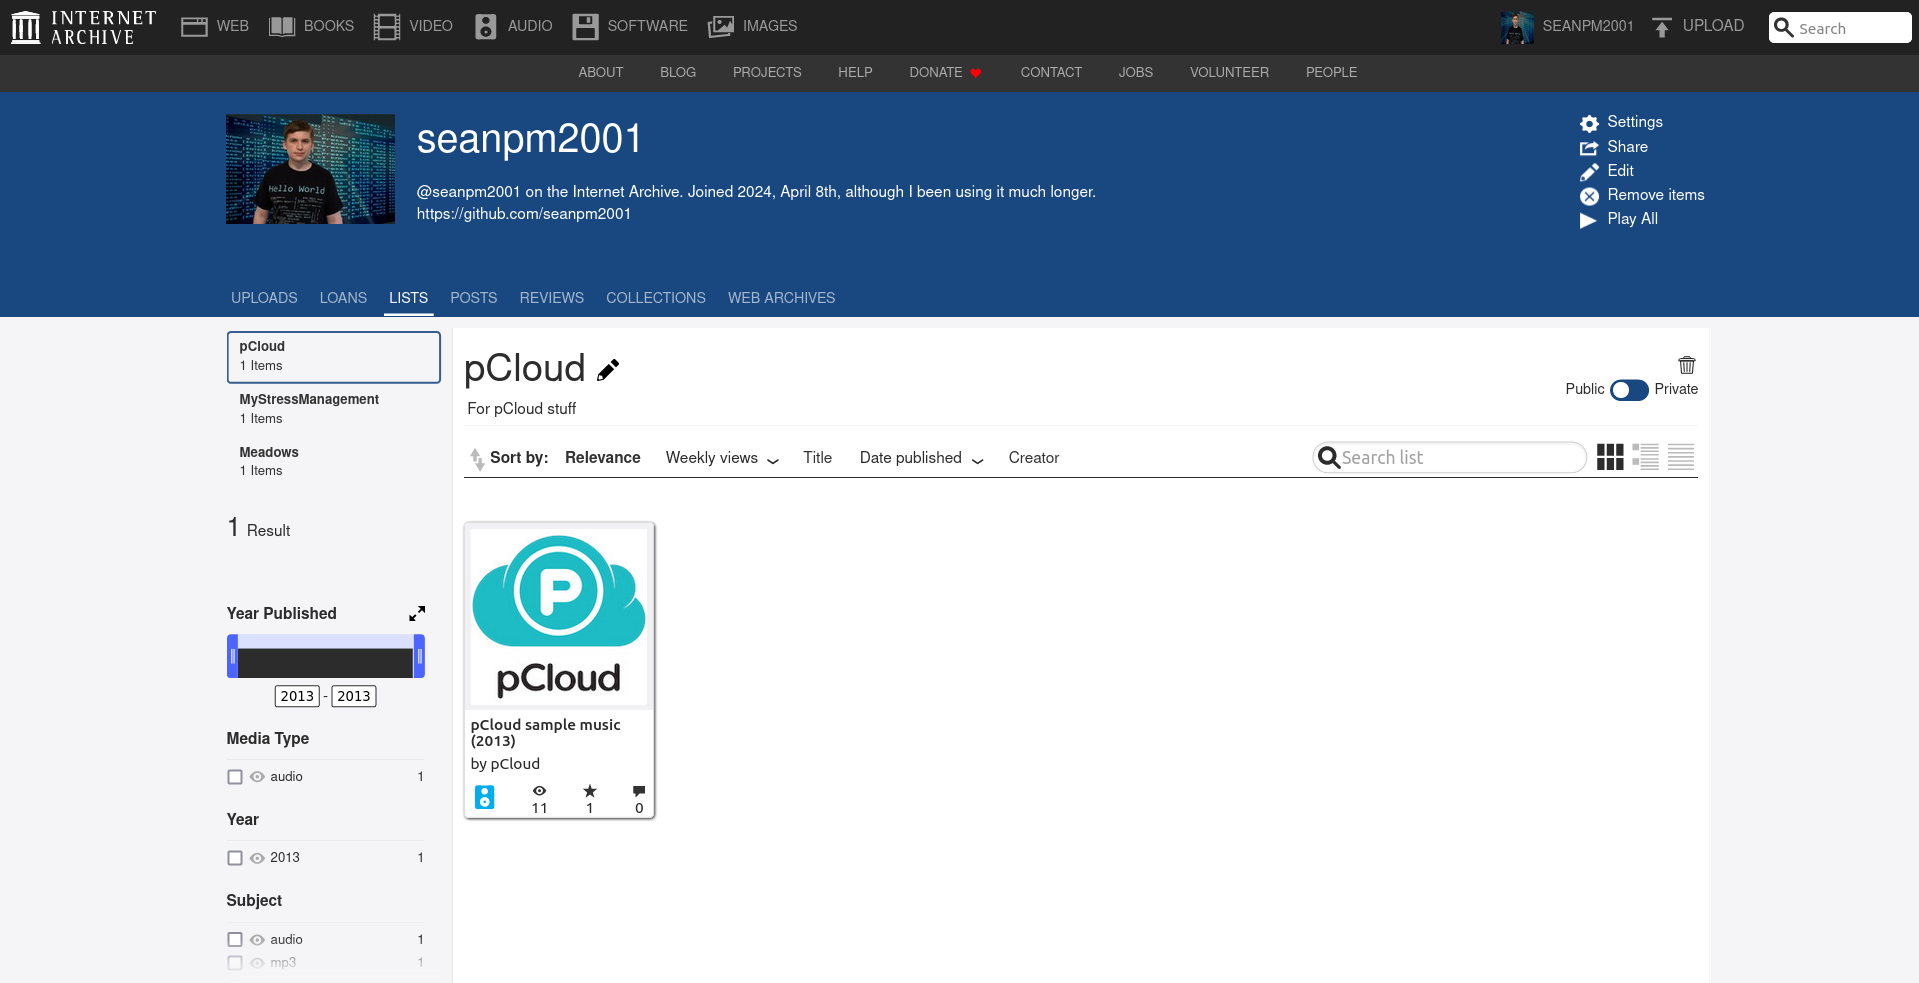 INTERNET
ARCHIVE
WEB
BOOKS
VIDEO
AUDIO
SOFTWARE
IMAGES
SEANPM2001
UPLOAD
Search
ABOUT
BLOG
PROJECTS
HELP
DONATE
CONTACT
JOBS
VOLUNTEER
PEOPLE
Hello World
seanpm2001
@seanpm2001 on the Internet Archive. Joined 2024, April 8th, although I been using it much longer.
https://github.com/seanpm2001
Settings
Share
Edit
Remove items
Play All
UPLOADS
LOANS
LISTS
POSTS
REVIEWS
COLLECTIONS
WEB ARCHIVES
pCloud
1 Items
MyStressManagement
1 Items
Meadows
1 Items
1 Result
Year Published
2013 - 2013
Media Type
audio 1
Year
2013 1
Subject
audio 1
mp3 1
pCloud
For pCloud stuff
Public
Private
Sort by:
Relevance
Weekly views
Title
Date published
Creator
Search list
P
pCloud
pCloud sample music
(2013)
by pCloud
11
1
0